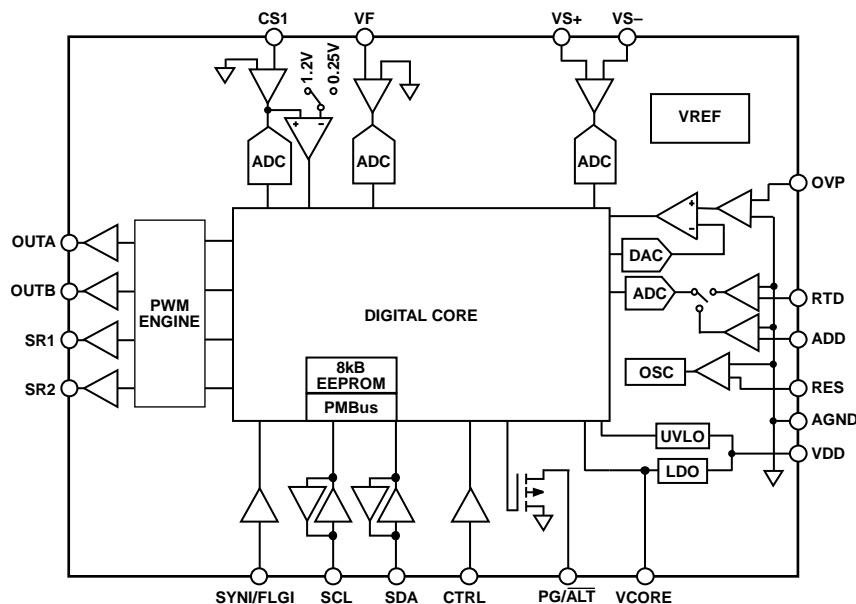 CS1
VF
VS+
VS–
1.2V
0.25V
VREF
+
–
ADC
ADC
ADC
OVP
+
–
OUTA
DAC
OUTB
PWM
ENGINE
ADC
RTD
DIGITAL CORE
SR1
ADD
8kB
EEPROM
OSC
SR2
RES
PMBus
AGND
UVLO
VDD
LDO
SYNI/FLGI
SCL
SDA
CTRL
PG/ALT
VCORE